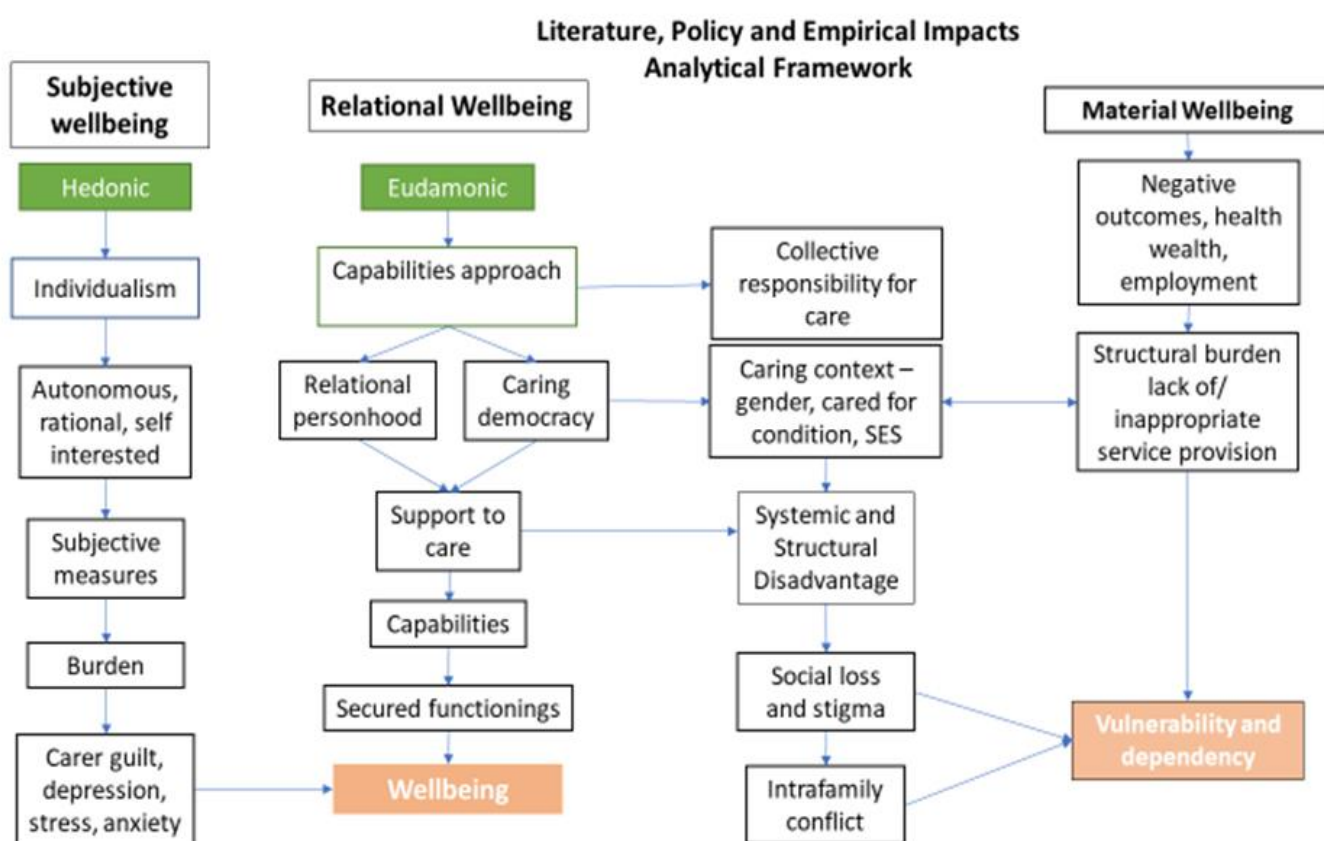 Literature, Policy and Empirical Impacts
Analytical Framework
Subjective
wellbeing
Hedonic
Individualism
Autonomous,
rational, self
interested
Subjective
measures
Burden
Carer guilt,
depression,
stress, anxiety
Relational Wellbeing
Eudamonic
Capabilities approach
Relational
personhood
Caring
democracy
Support to
care
Capabilities
Secured functionings
Wellbeing
Collective
responsibility for
care
Caring context –
gender, cared for
condition, SES
Systemic and
Structural
Disadvantage
Social loss
and stigma
Intrafamily
conflict
Material Wellbeing
Negative
outcomes, health
wealth,
employment
Structural burden
lack of/
inappropriate
service provision
Vulnerability and
dependency